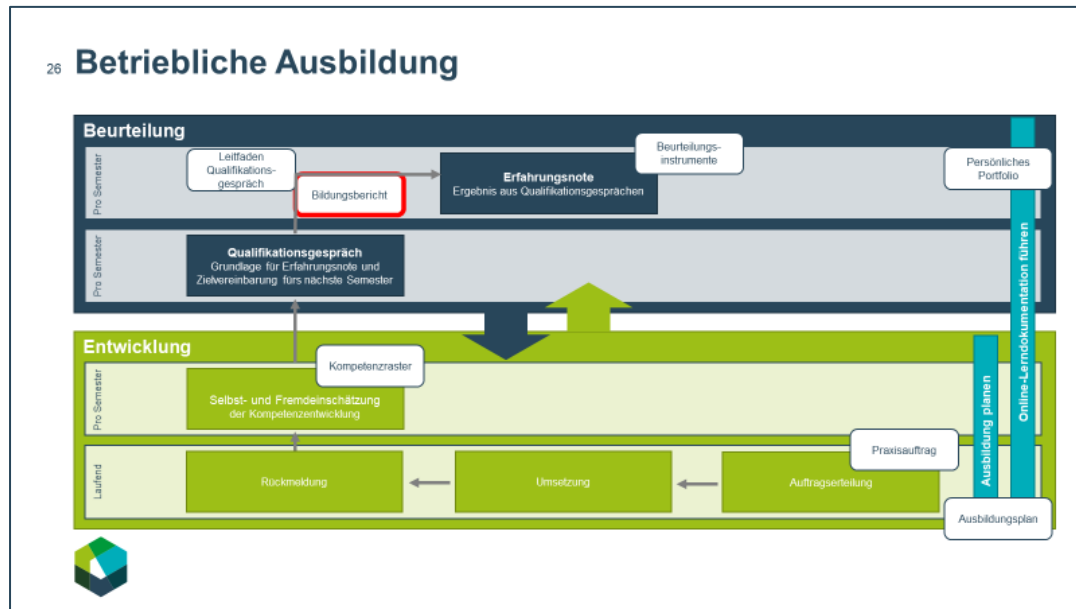 26 Betriebliche Ausbildung
Beurteilung
Pro Semester
Leitfaden
Qualifikations-
gespräch
Bildungsbericht
Erfahrungsnote
Ergebnis aus Qualifikationsgesprächen
Beurteilungs-
instrumente
Persönliches
Portfolio
Pro Semester
Qualifikationsgespräch
Grundlage für Erfahrungsnote und
Zielvereinbarung fürs nächste Semester
Online-Lerndokumentation führen
Entwicklung
Pro Semester
Kompetenzraster
Selbst- und Fremdeinschätzung
der Kompetenzentwicklung
Ausbildung planen
Laufend
Rückmeldung
Umsetzung
Auftragserteilung
Praxisauftrag
Ausbildungsplan